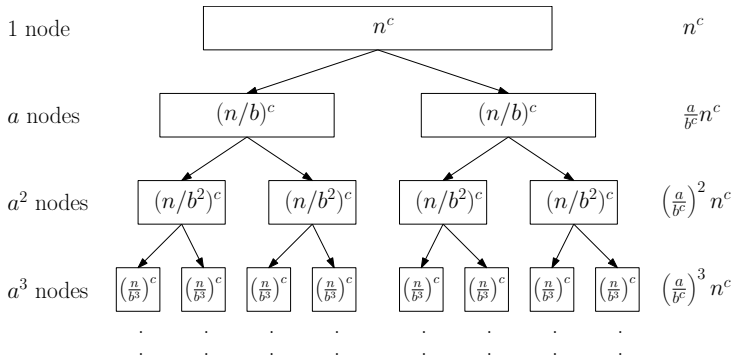 1 node n^c n^c
a nodes (n/b)^c (n/b)^c a/b^c n^c
a^2 nodes (n/b^2)^c (n/b^2)^c (n/b^2)^c (n/b^2)^c (a/b^c)^2 n^c
a^3 nodes (n/b^3)^c (n/b^3)^c (n/b^3)^c (n/b^3)^c (n/b^3)^c (n/b^3)^c (n/b^3)^c (n/b^3)^c (a/b^c)^3 n^c
. . . . . . . .
. . . . . . . .